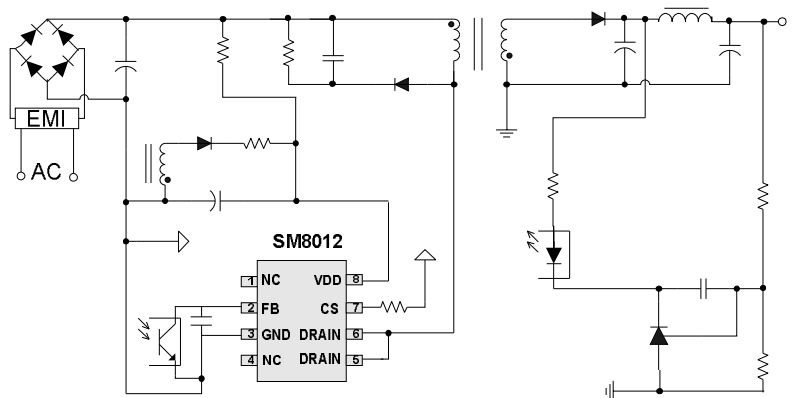 EMI
AC
SM8012
1 NC VDD 8
2 FB CS 7
3 GND DRAIN 6
4 NC DRAIN 5